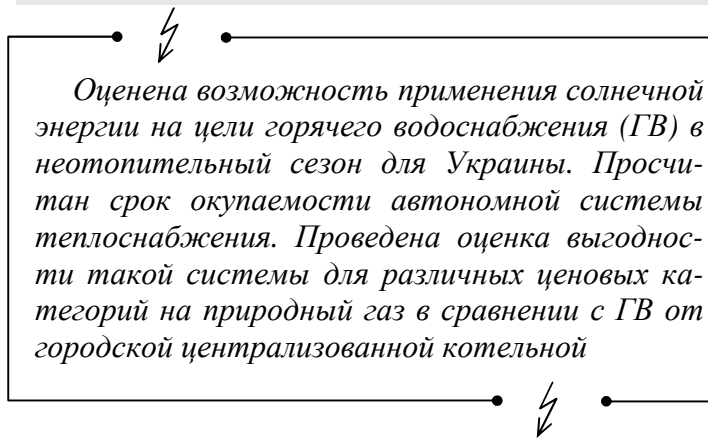 Оценена возможность применения солнечной
энергии на цели горячего водоснабжения (ГВ) в
неотопительный сезон для Украины. Просчи-
тан срок окупаемости автономной системы
теплоснабжения. Проведена оценка выгоднос-
ти такой системы для различных ценовых ка-
тегорий на природный газ в сравнении с ГВ от
городской централизованной котельной